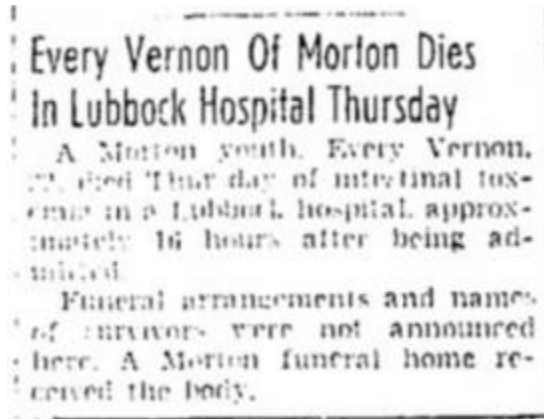 Every Vernon Of Morton Dies
In Lubbock Hospital Thursday
A Morton youth, Every Vernon,
died Thursday of intestinal tox-
emia in a Lubbock hospital, approx-
imately 16 hours after being ad-
mitted.
Funeral arrangements and names
of survivors were not announced
here. A Morton funeral home re-
ceived the body.